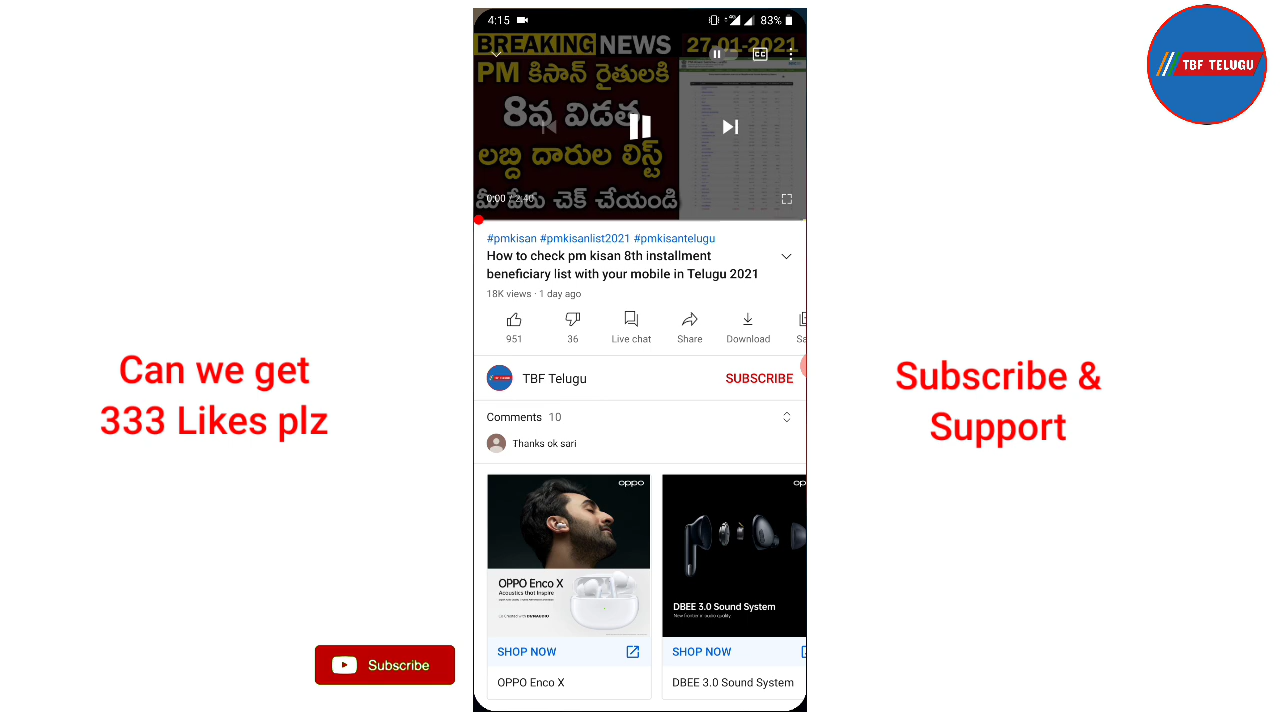 4:15
83%
BREAKING NEWS
27-01-2021
PM కిసాన్ రైతులకి
8వ విడత
లబ్ది దారుల లిస్ట్
మీ పేరు చెక్ చేయండి
CC
0:00 / 2:40
#pmkisan #pmkisanlist2021 #pmkisantelugu
How to check pm kisan 8th installment
beneficiary list with your mobile in Telugu 2021
18K views · 1 day ago
951
36
Live chat
Share
Download
Sa
TBF Telugu
SUBSCRIBE
Comments 10
Thanks ok sari
oppo
OPPO Enco X
Acoustics that Inspire
SHOP NOW
OPPO Enco X
op
DBEE 3.0 Sound System
SHOP NOW
DBEE 3.0 Sound System
TBF TELUGU
Can we get
333 Likes plz
Subscribe &
Support
Subscribe